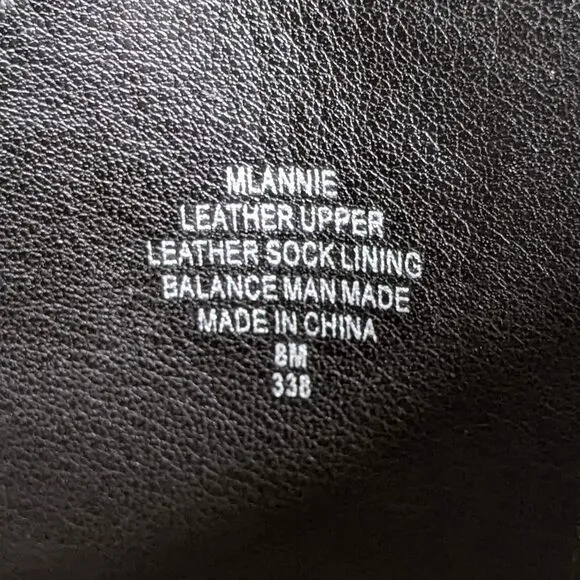 MLANNIE
LEATHER UPPER
LEATHER SOCK LINING
BALANCE MAN MADE
MADE IN CHINA
8M
338